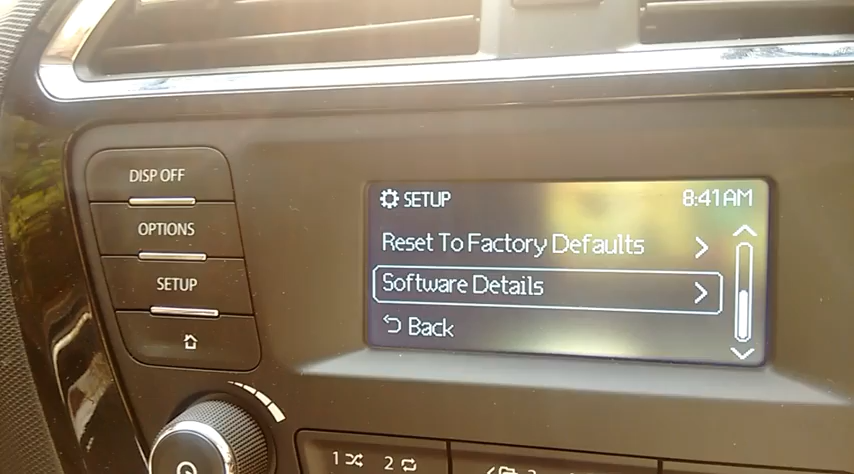 DISP OFF
OPTIONS
SETUP
SETUP 8:41AM
Reset To Factory Defaults
Software Details
Back
1 2